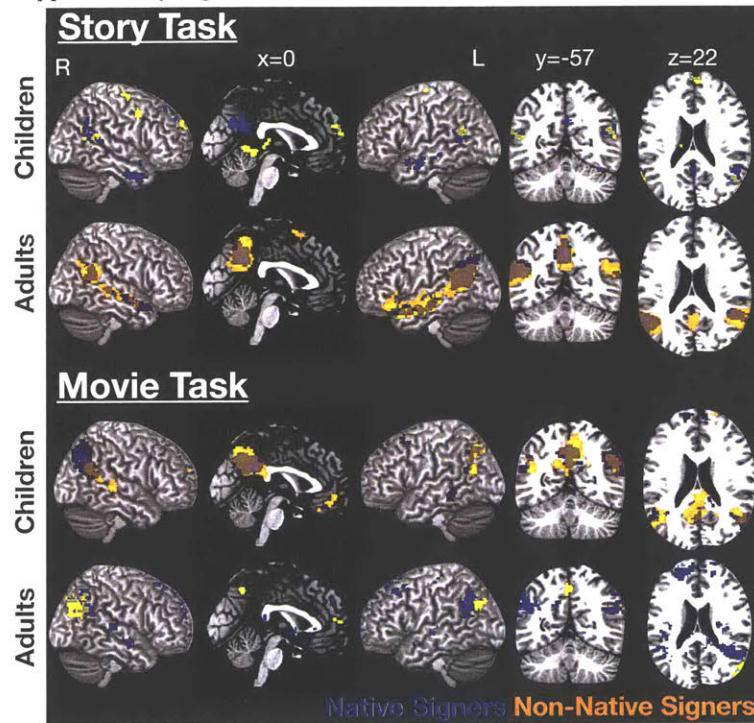 Story Task
R
x=0
L
y=-57
z=22
Children
Adults
Movie Task
Children
Adults
Native Signers Non-Native Signers